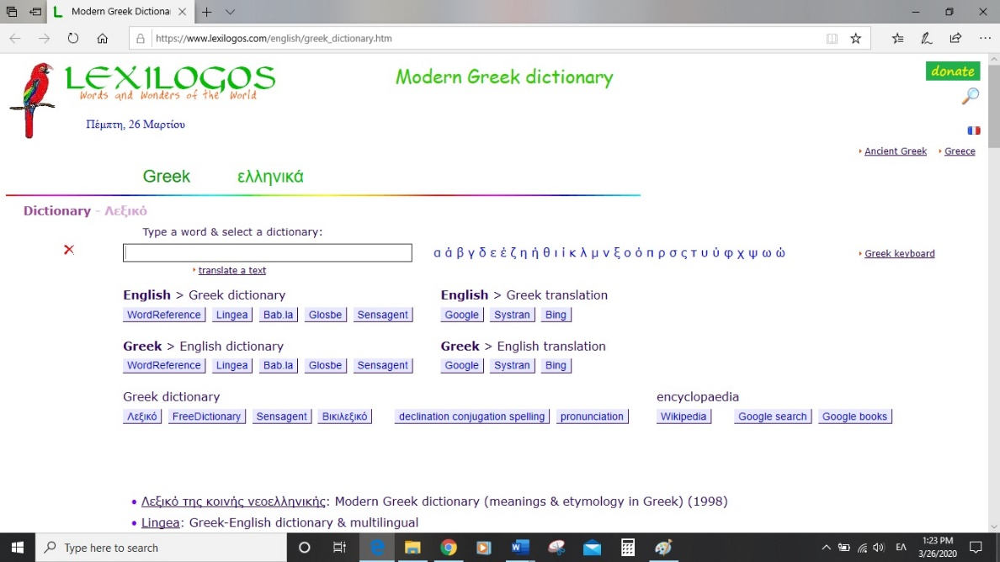 Modern Greek Dictiona
https://www.lexilogos.com/english/greek_dictionary.htm
LEXILOGOS
Words and Wonders of the World
Modern Greek dictionary
donate
Πέμπτη, 26 Μαρτίου
Ancient Greek Greece
Greek ελληνικά
Dictionary - Λεξικό
Type a word & select a dictionary:
α ά β γ δ ε έ ζ η ή θ ι ί κ λ μ ν ξ ο ό π ρ σ ς τ υ ύ φ χ ψ ω ώ
Greek keyboard
translate a text
English > Greek dictionary English > Greek translation
WordReference Lingea Bab.la Glosbe Sensagent Google Systran Bing
Greek > English dictionary Greek > English translation
WordReference Lingea Bab.la Glosbe Sensagent Google Systran Bing
Greek dictionary encyclopaedia
Λεξικό FreeDictionary Sensagent Βικιλεξικό declination conjugation spelling pronunciation Wikipedia Google search Google books
• Λεξικό της κοινής νεοελληνικής: Modern Greek dictionary (meanings & etymology in Greek) (1998)
• Lingea: Greek-English dictionary & multilingual
Type here to search
ΕΛ
1:23 PM
3/26/2020